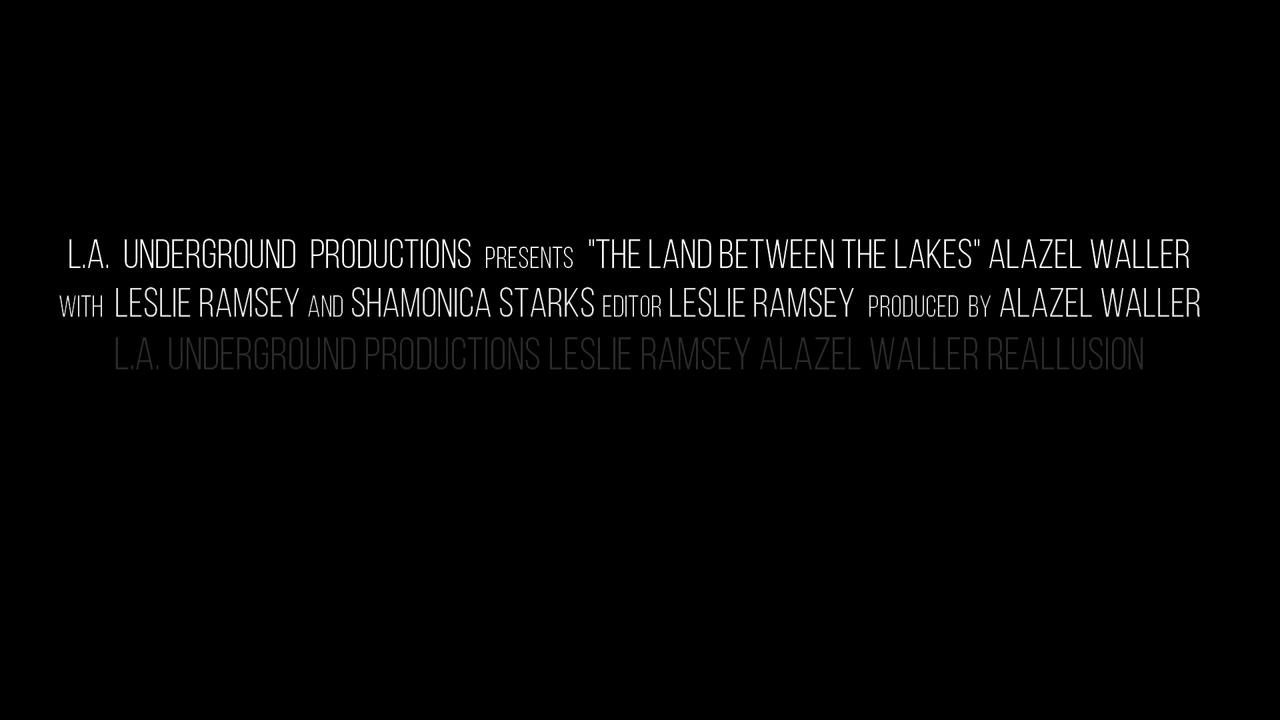 L.A. UNDERGROUND PRODUCTIONS PRESENTS "THE LAND BETWEEN THE LAKES" ALAZEL WALLER
WITH LESLIE RAMSEY AND SHAMONICA STARKS EDITOR LESLIE RAMSEY PRODUCED BY ALAZEL WALLER
L.A. UNDERGROUND PRODUCTIONS LESLIE RAMSEY ALAZEL WALLER REALLUSION